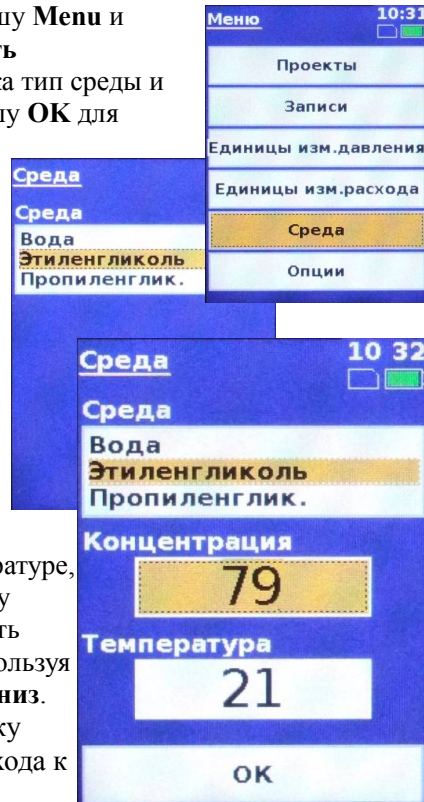 шу Menu и
ть
ка тип среды и
шу OK для
Меню 10:31
Проекты
Записи
Единицы изм.давления
Единицы изм.расхода
Среда
Опции
Среда
Среда
Вода
Этиленгликоль
Пропиленглик.
Среда 10 32
Среда
Вода
Этиленгликоль
Пропиленглик.
Концентрация
79
Температура
21
OK
ратуре,
у
ть
ользуя
низ.
ку
хода к